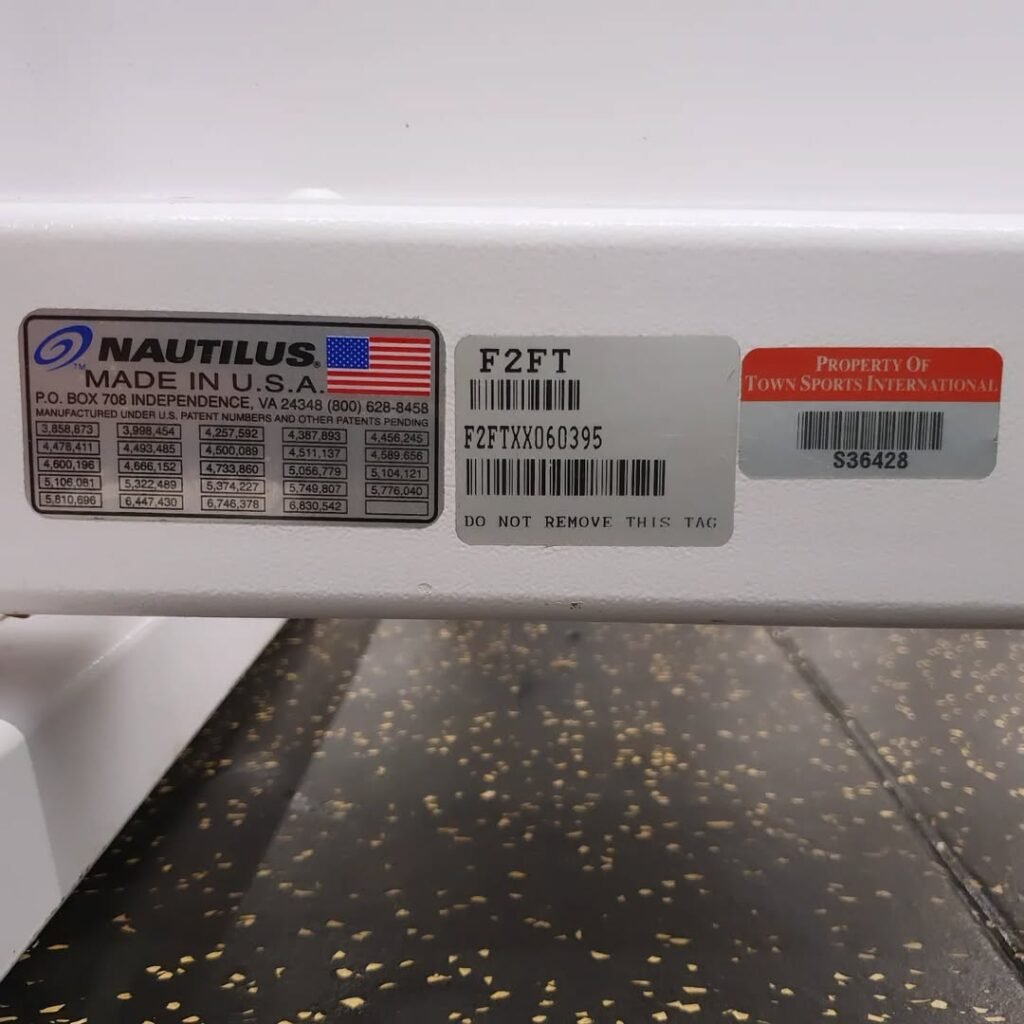 NAUTILUS®
TM
MADE IN U.S.A.
P.O. BOX 708 INDEPENDENCE, VA 24348 (800) 628-8458
MANUFACTURED UNDER U.S. PATENT NUMBERS AND OTHER PATENTS PENDING
3,858,873 3,998,454 4,257,592 4,387,893 4,456,245
4,478,411 4,493,485 4,500,089 4,511,137 4,589,656
4,600,196 4,666,152 4,733,860 5,056,779 5,104,121
5,106,081 5,322,489 5,374,227 5,749,807 5,776,040
5,810,696 6,447,430 6,746,378 6,830,542
F2FT
F2FTXX060395
DO NOT REMOVE THIS TAG
PROPERTY OF
TOWN SPORTS INTERNATIONAL
S36428